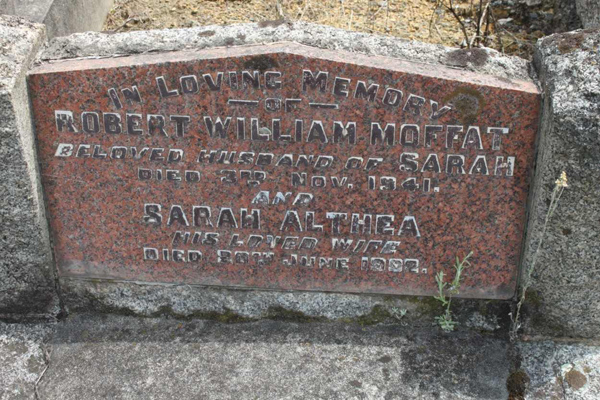 IN LOVING MEMORY
OF
ROBERT WILLIAM MOFFAT
BELOVED HUSBAND OF SARAH
DIED 3RD NOV. 1941.
AND
SARAH ALTHEA
HIS LOVED WIFE
DIED JUNE